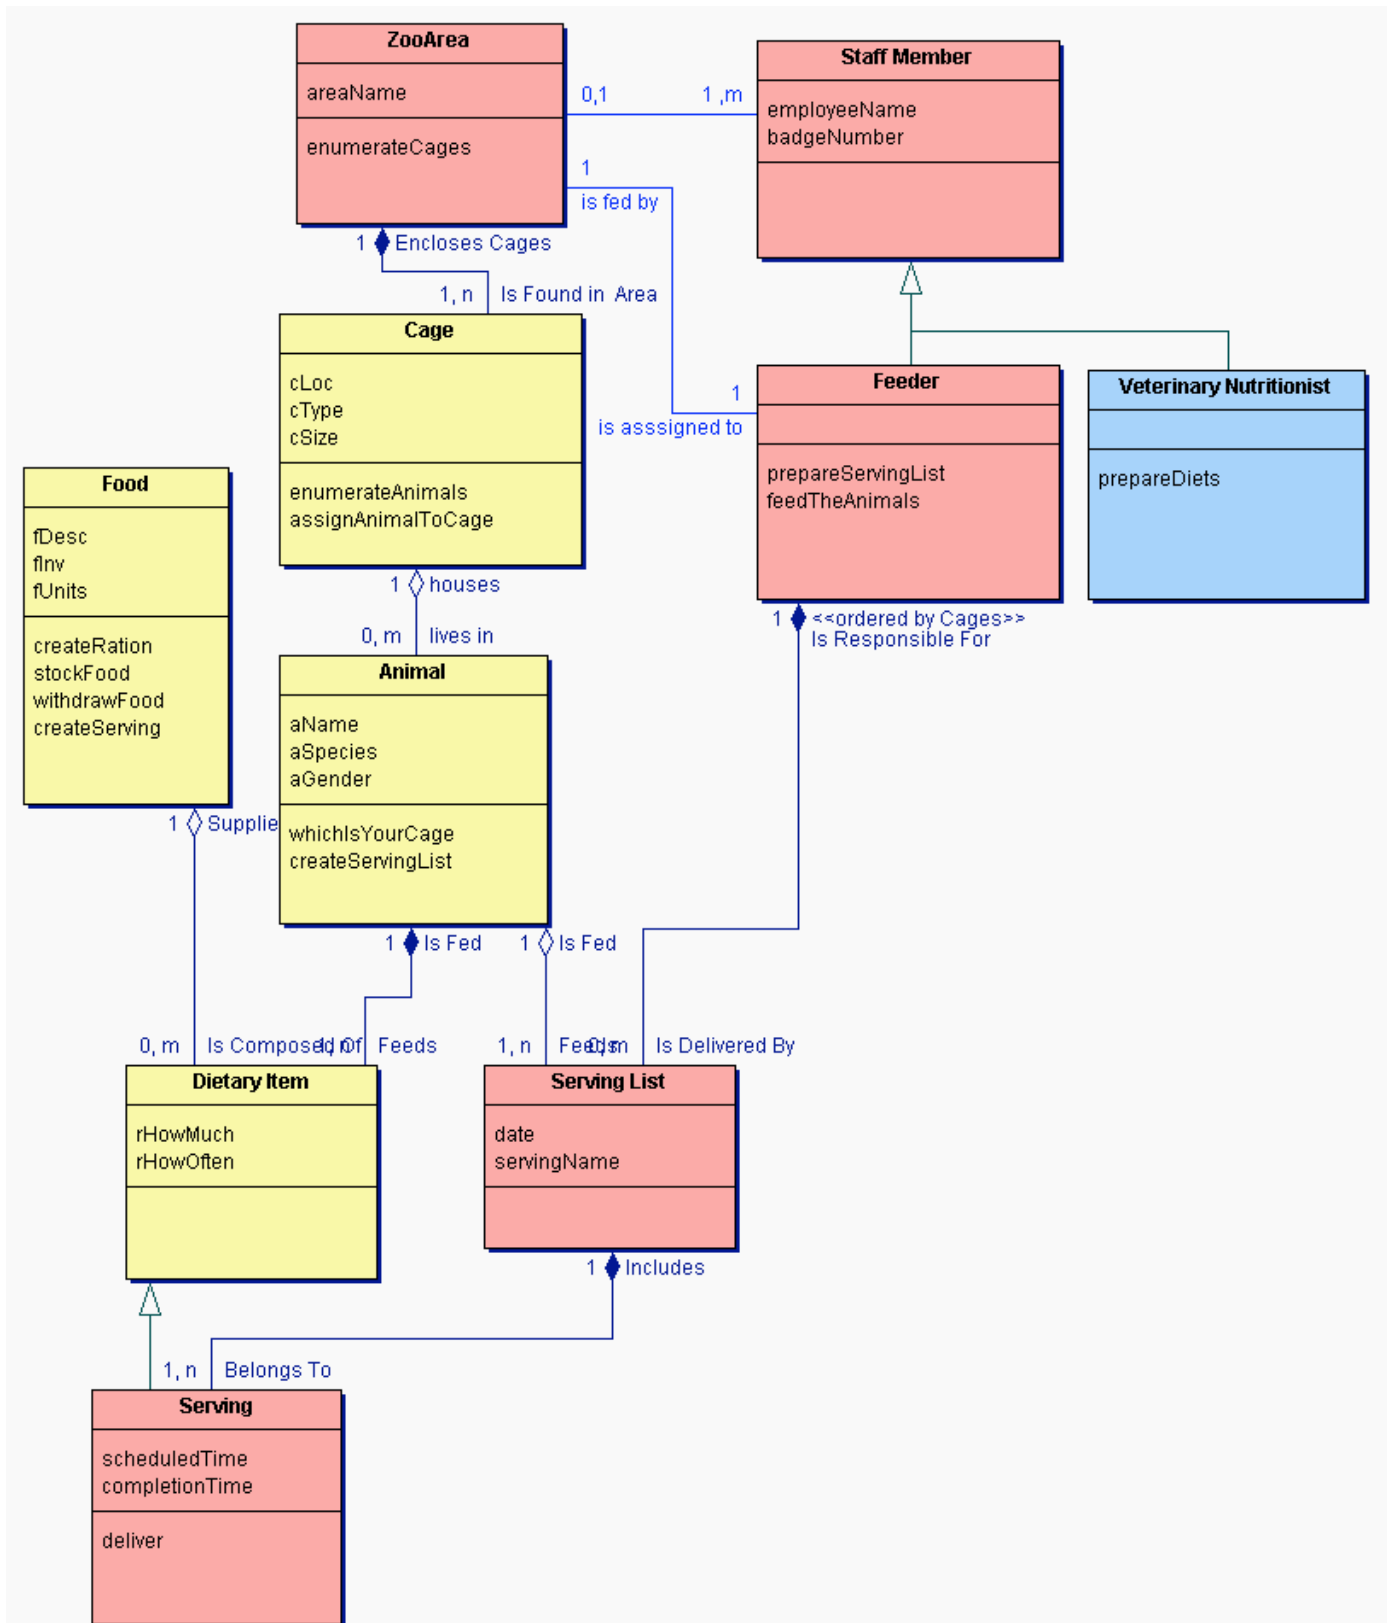 ZooArea
areaName
enumerateCages
0,1
1 ,m
Staff Member
employeeName
badgeNumber
1
is fed by
1
is asssigned to
1
Encloses Cages
1, n
Is Found in Area
Cage
cLoc
cType
cSize
enumerateAnimals
assignAnimalToCage
Feeder
prepareServingList
feedTheAnimals
Veterinary Nutritionist
prepareDiets
Food
fDesc
fInv
fUnits
createRation
stockFood
withdrawFood
createServing
1
houses
0, m
lives in
1
<<ordered by Cages>>
Is Responsible For
Animal
aName
aSpecies
aGender
whichIsYourCage
createServingList
1
Supplie
1
Is Fed
1
Is Fed
0, m
Is Composed Of
1, n
Feeds
1, n
Feeds
0, m
Is Delivered By
Dietary Item
rHowMuch
rHowOften
Serving List
date
servingName
1
Includes
1, n
Belongs To
Serving
scheduledTime
completionTime
deliver